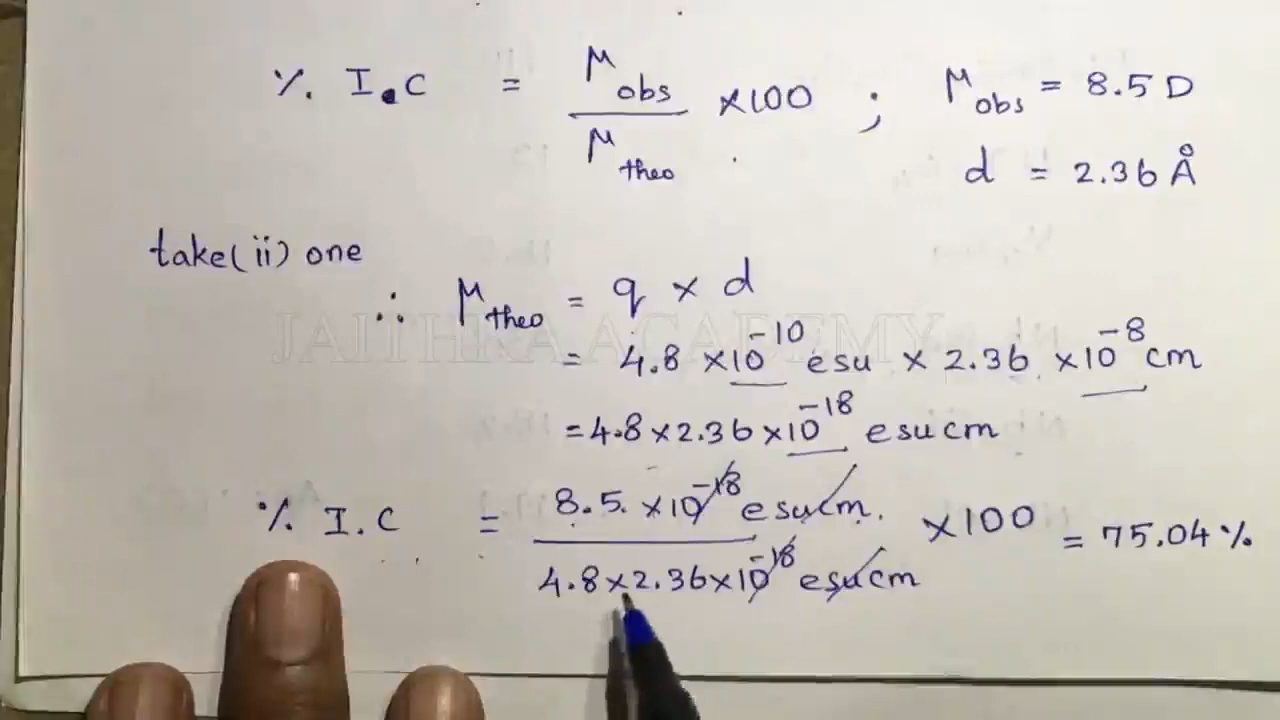 % I.C = μobs / μtheo ×100 ; μobs = 8.5 D
d = 2.36 Å
take(ii) one
∴ μtheo = q × d
JAITHRA ACADEMY
= 4.8 ×10⁻¹⁰ esu × 2.36 ×10⁻⁸ cm
= 4.8×2.36×10⁻¹⁸ esu cm
% I.C = 8.5. ×10⁻¹⁸ esu cm. / 4.8×2.36×10⁻¹⁸ esu cm ×100 = 75.04 %